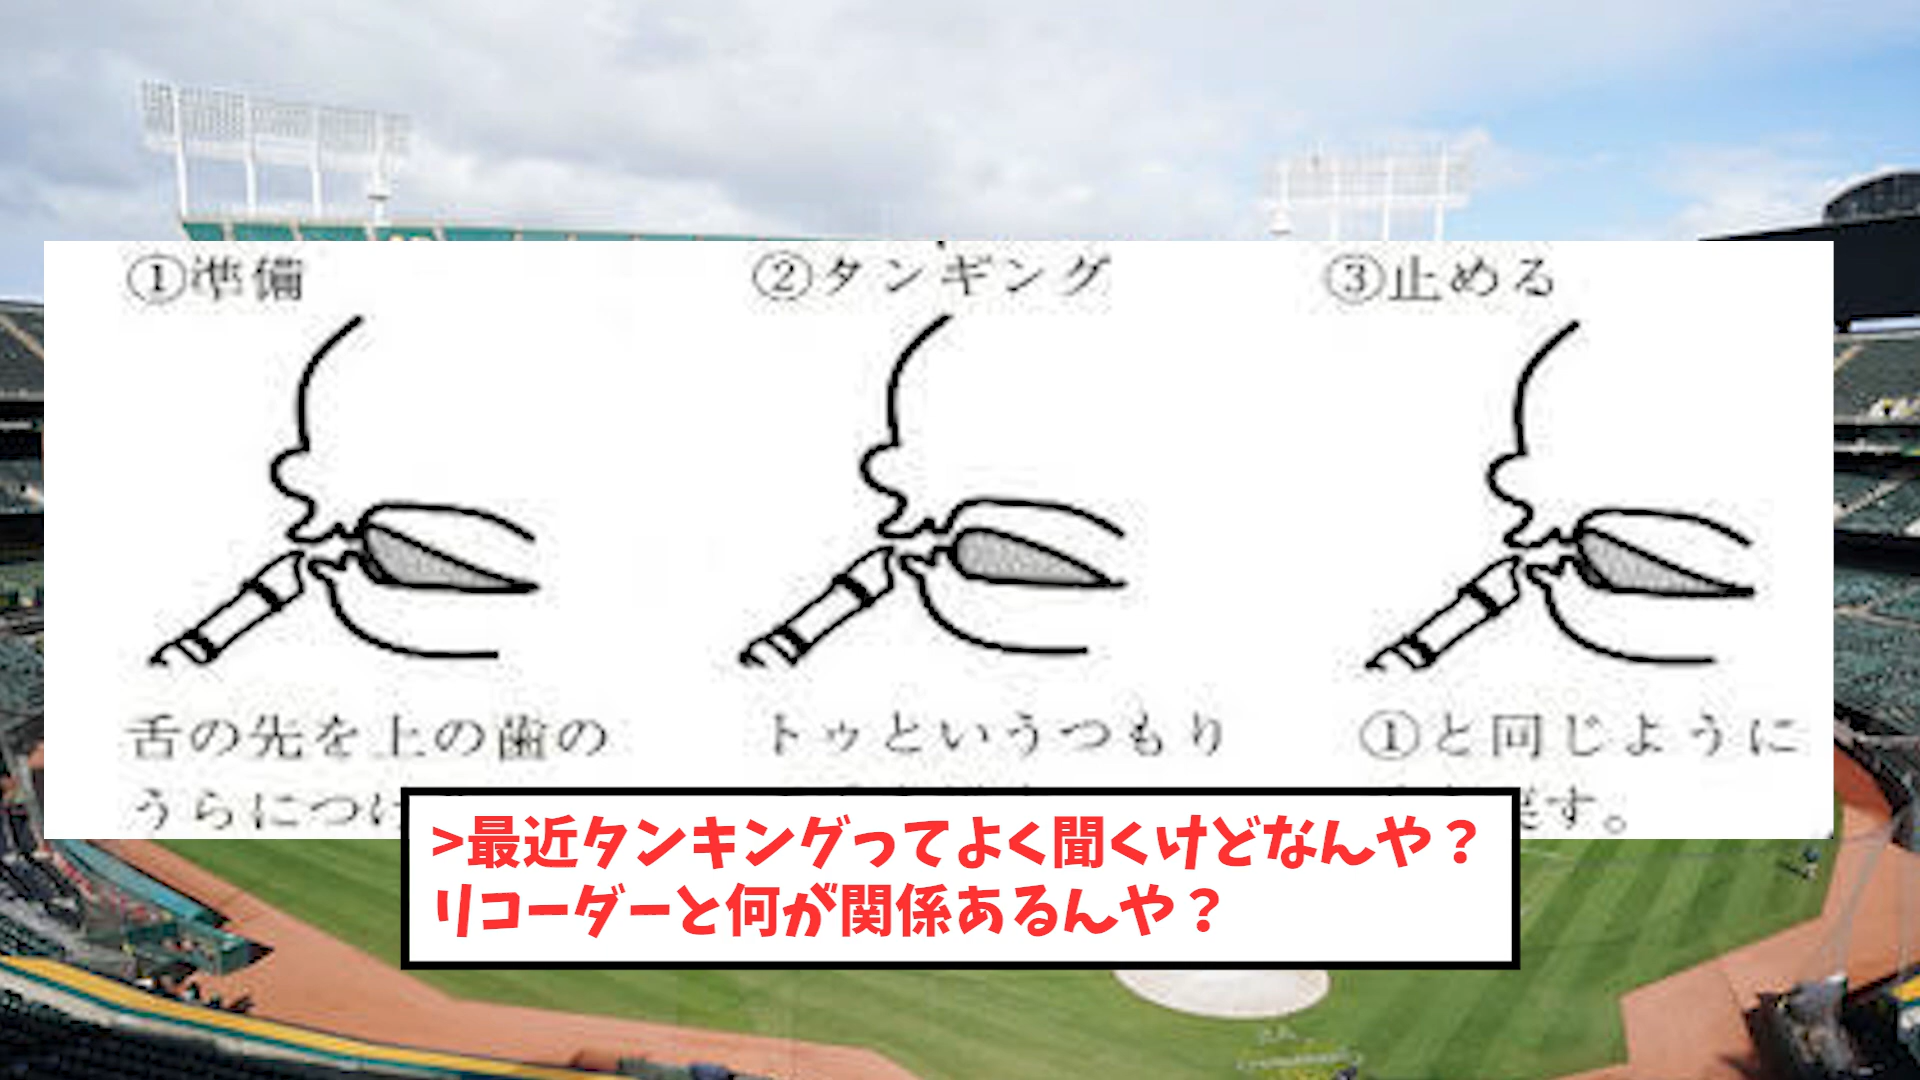 ①準備
②タンギング
③止める
舌の先を上の歯の
うらにつけ
トゥというつもり
①と同じように
戻す。
>最近タンキングってよく聞くけどなんや？
リコーダーと何が関係あるんや？